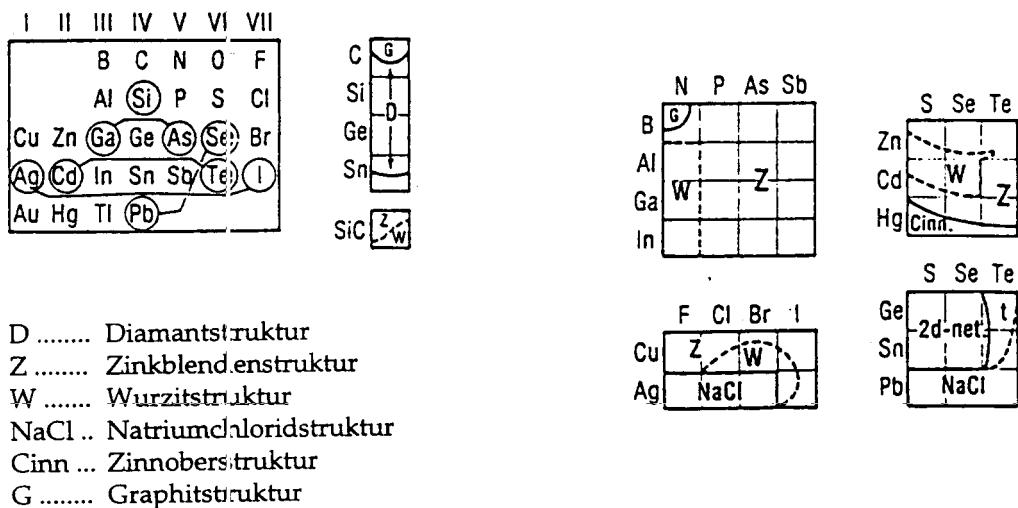 I II III IV V VI VII
B C N O F
Al Si P S Cl
Cu Zn Ga Ge As Se Br
Ag Cd In Sn Sb Te I
Au Hg Tl Pb
C G
Si
D
Ge
Sn
SiC Z W
N P As Sb
B G
Al
W Z
Ga
In
S Se Te
Zn
Cd W Z
Hg Cinn.
F Cl Br I
Cu Z W
Ag NaCl
S Se Te
Ge t
2d-net.
Sn
Pb NaCl
D ........ Diamantstruktur
Z ........ Zinkblendenstruktur
W ....... Wurzitstruktur
NaCl .. Natriumchloridstruktur
Cinn ... Zinnoberstruktur
G ........ Graphitstruktur